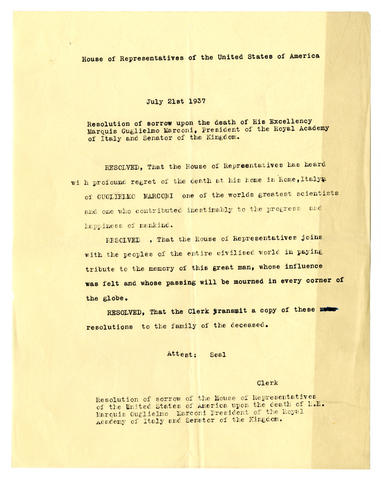 House of Representatives of the United States of America
July 21st 1937
Resolution of sorrow upon the death of His Excellency
Marquis Guglielmo Marconi, President of the Royal Academy
of Italy and Senator of the Kingdom.
RESOLVED, That the House of Representatives has heard
with profound regret of the death at his home in Rome, Italy
of GUGLIELMO MARCONI one of the worlds greatest scientists
and one who contributed inestimably to the progress and
happiness of mankind.
RESOLVED , That the House of Representatives joins
with the peoples of the entire civilized world in paying
tribute to the memory of this great man, whose influence
was felt and whose passing will be mourned in every corner of
the globe.
RESOLVED, That the Clerk transmit a copy of these
resolutions to the family of the deceased.
Attest: Seal
Clerk
Resolution of sorrow of the House of Representatives
of the United States of America upon the death of H.E.
Marquis Guglielmo Marconi President of the Royal
Academy of Italy and Senator of the Kingdom.